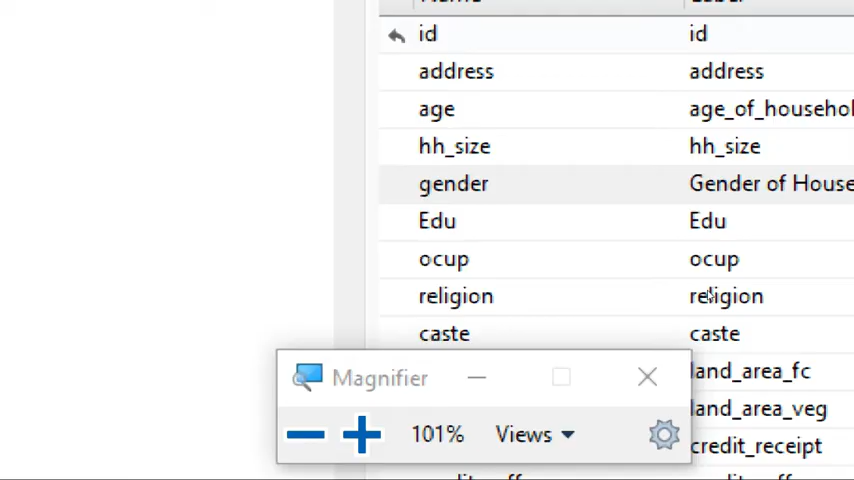 id id
address address
age age_of_househol
hh_size hh_size
gender Gender of House
Edu Edu
ocup ocup
religion religion
caste caste
land_area_fc
land_area_veg
credit_receipt
Magnifier
101% Views